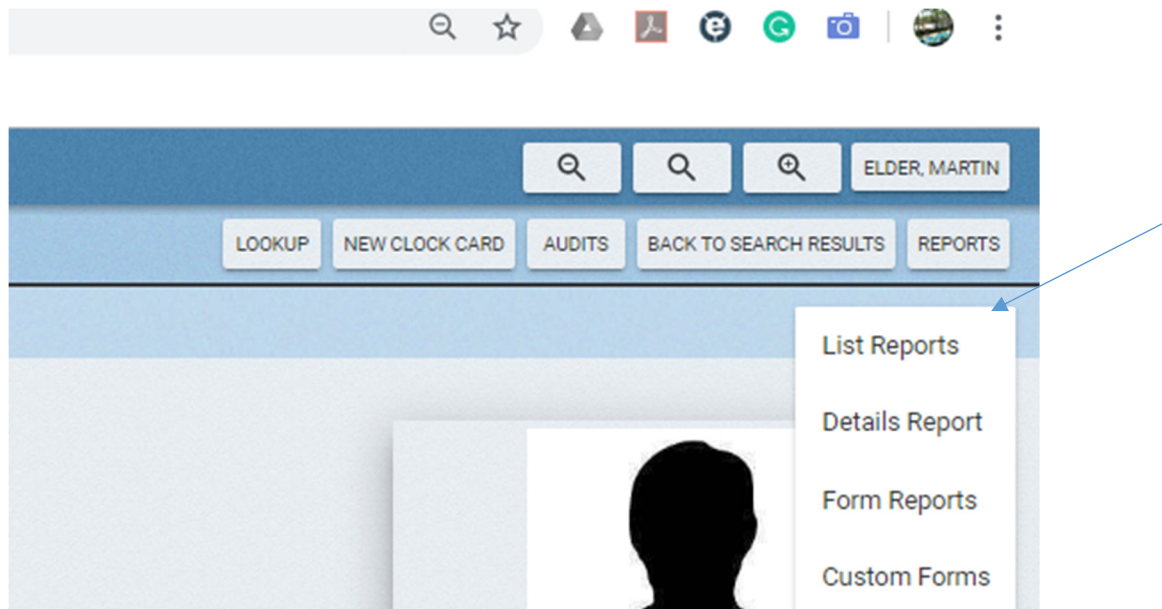 ELDER, MARTIN
LOOKUP NEW CLOCK CARD AUDITS BACK TO SEARCH RESULTS REPORTS
List Reports
Details Report
Form Reports
Custom Forms